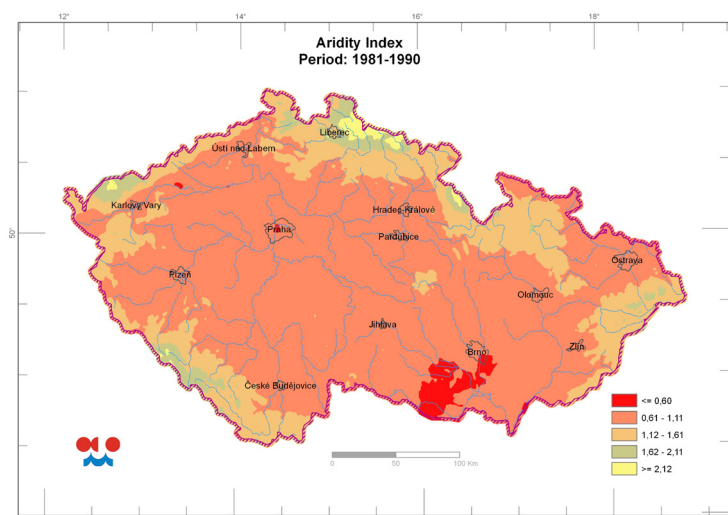 12°
14°
16°
18°
Aridity Index
Period: 1981-1990
Liberec
Ústí nad Labem
Karlovy Vary
Hradec Králové
50°
Praha
Pardubice
Ostrava
Plzeň
Olomouc
Jihlava
Brno
Zlín
České Budějovice
<= 0,60
0,61 - 1,11
1,12 - 1,61
1,62 - 2,11
>= 2,12
0 50 100 Km